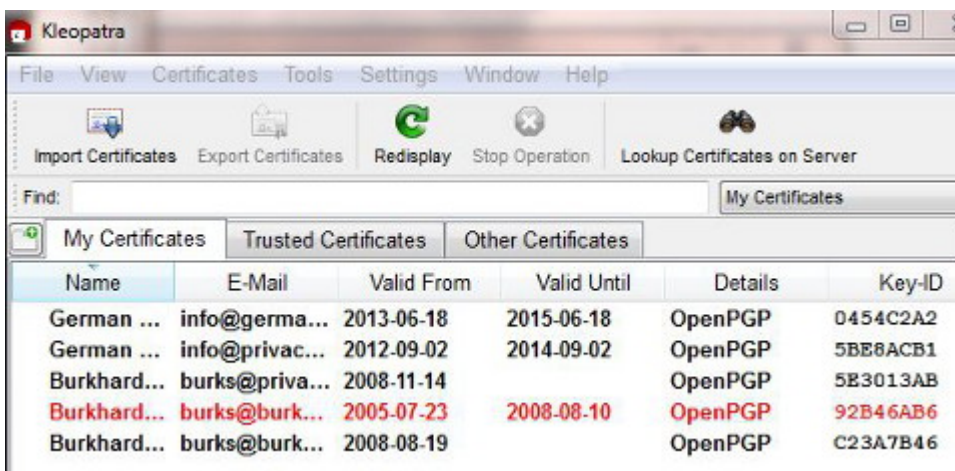 Kleopatra
File View Certificates Tools Settings Window Help
Import Certificates Export Certificates Redisplay Stop Operation Lookup Certificates on Server
Find: My Certificates
My Certificates Trusted Certificates Other Certificates
Name E-Mail Valid From Valid Until Details Key-ID
German ... info@germa... 2013-06-18 2015-06-18 OpenPGP 0454C2A2
German ... info@privac... 2012-09-02 2014-09-02 OpenPGP 5BE8ACB1
Burkhard... burks@priva... 2008-11-14 OpenPGP 5E3013AB
Burkhard... burks@burk... 2005-07-23 2008-08-10 OpenPGP 92B46AB6
Burkhard... burks@burk... 2008-08-19 OpenPGP C23A7B46